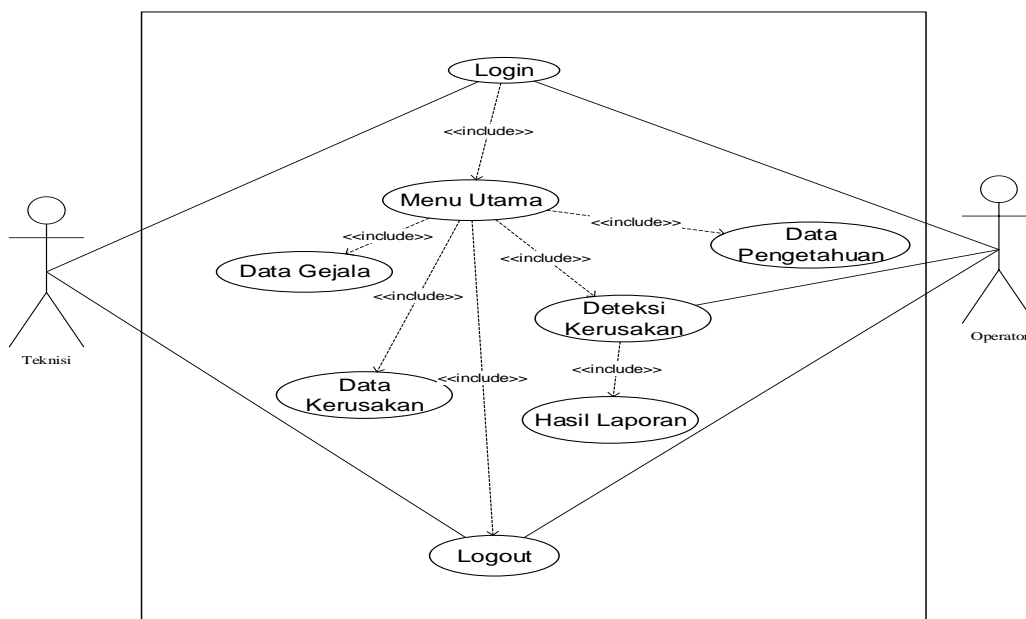 Login
<<include>>
Menu Utama
<<include>>
<<include>>
Data
Pengetahuan
Data Gejala
<<include>>
<<include>>
Deteksi
Kerusakan
Teknisi
Operator
<<include>>
<<include>>
Data
Kerusakan
Hasil Laporan
Logout